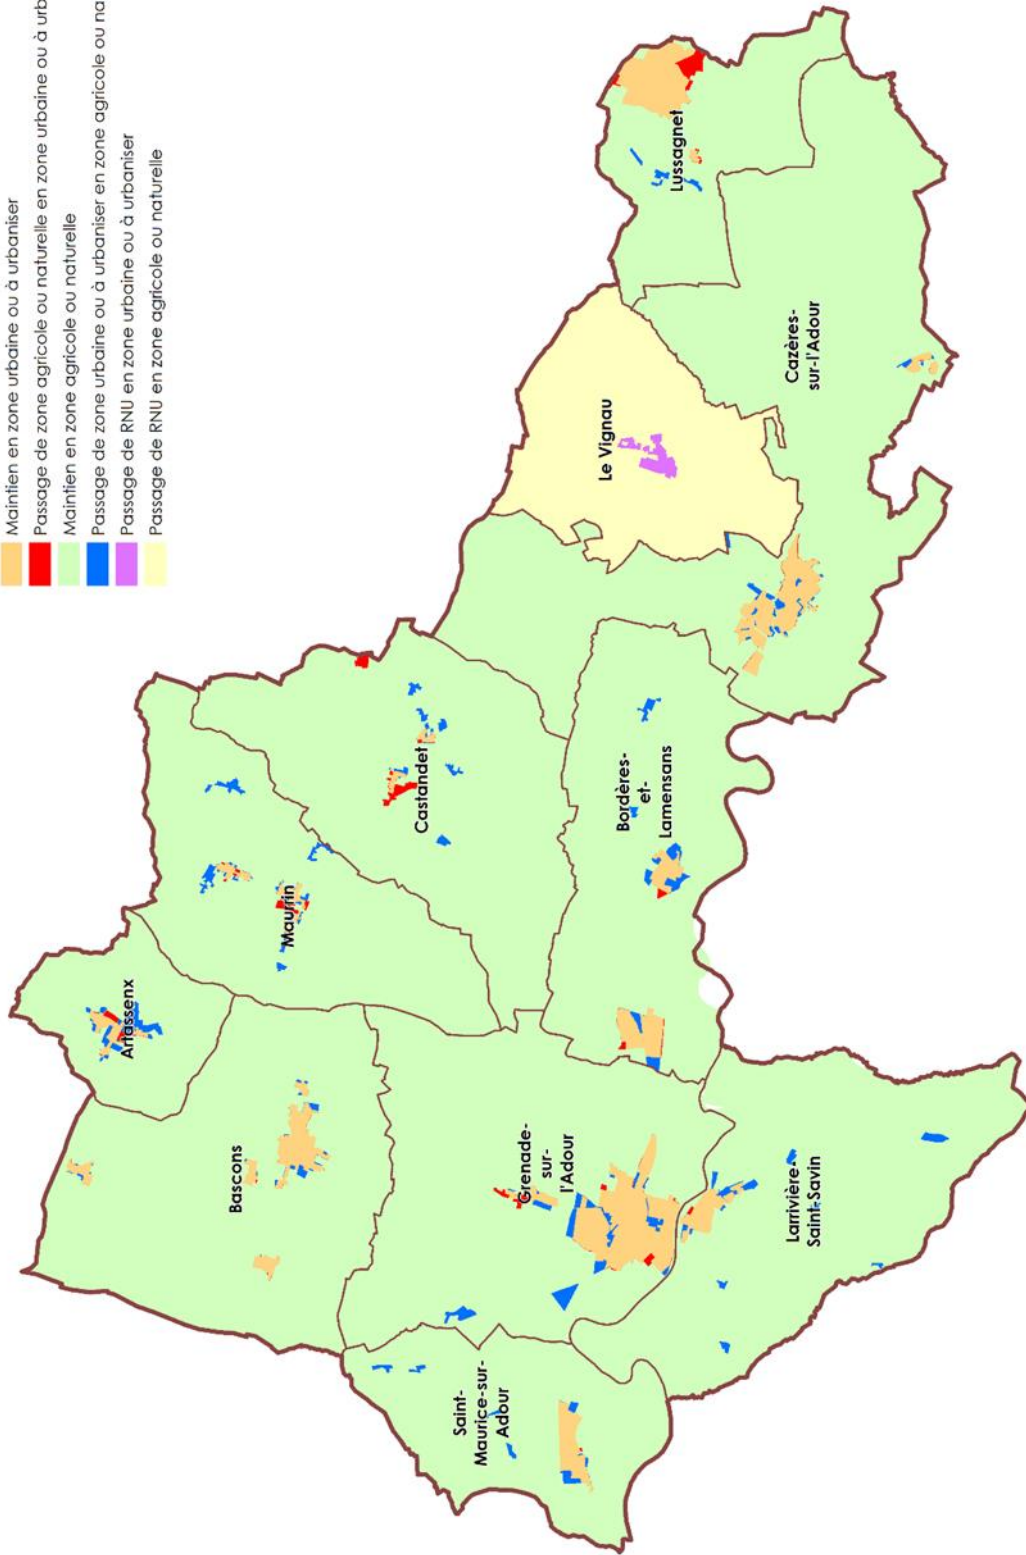 Maintien en zone urbaine ou à urbaniser
Passage de zone agricole ou naturelle en zone urbaine ou à urb
Maintien en zone agricole ou naturelle
Passage de zone urbaine ou à urbaniser en zone agricole ou na
Passage de RNU en zone urbaine ou à urbaniser
Passage de RNU en zone agricole ou naturelle
Saint-
Maurice-sur-
Adour
Bascons
Artassenx
Grenade-
sur-
l'Adour
Larrivière-
Saint-Savin
Maurrin
Castandet
Bordères-
et-
Lamensans
Le Vignau
Cazères-
sur-l'Adour
Lussagnet